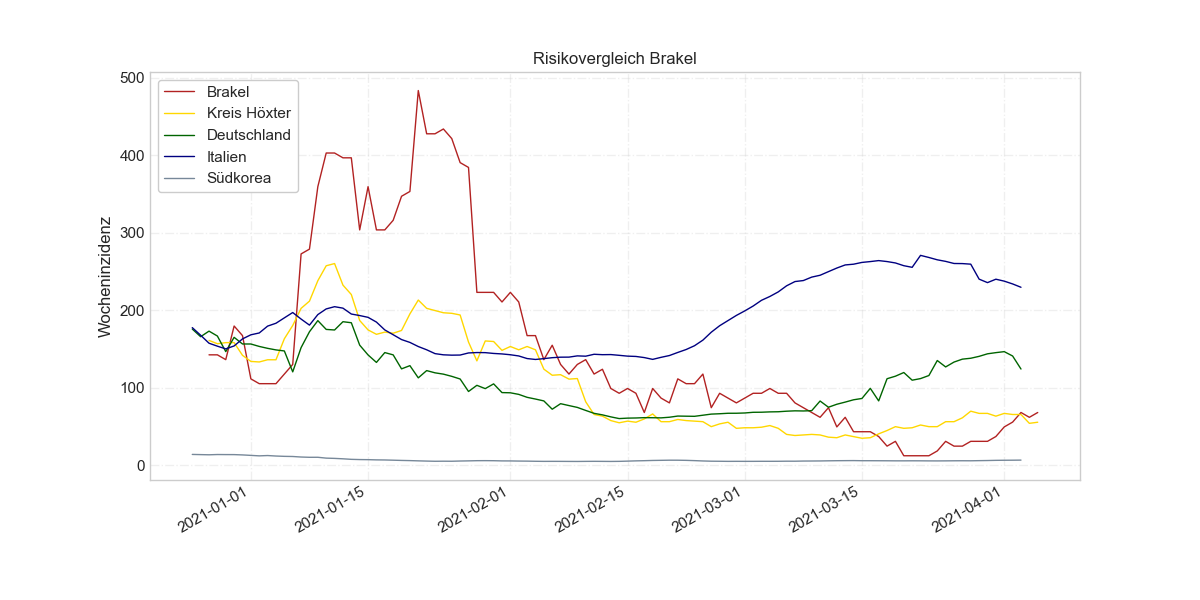 Risikovergleich Brakel
Wocheninzidenz
500
400
300
200
100
0
Brakel
Kreis Höxter
Deutschland
Italien
Südkorea
2021-01-01
2021-01-15
2021-02-01
2021-02-15
2021-03-01
2021-03-15
2021-04-01